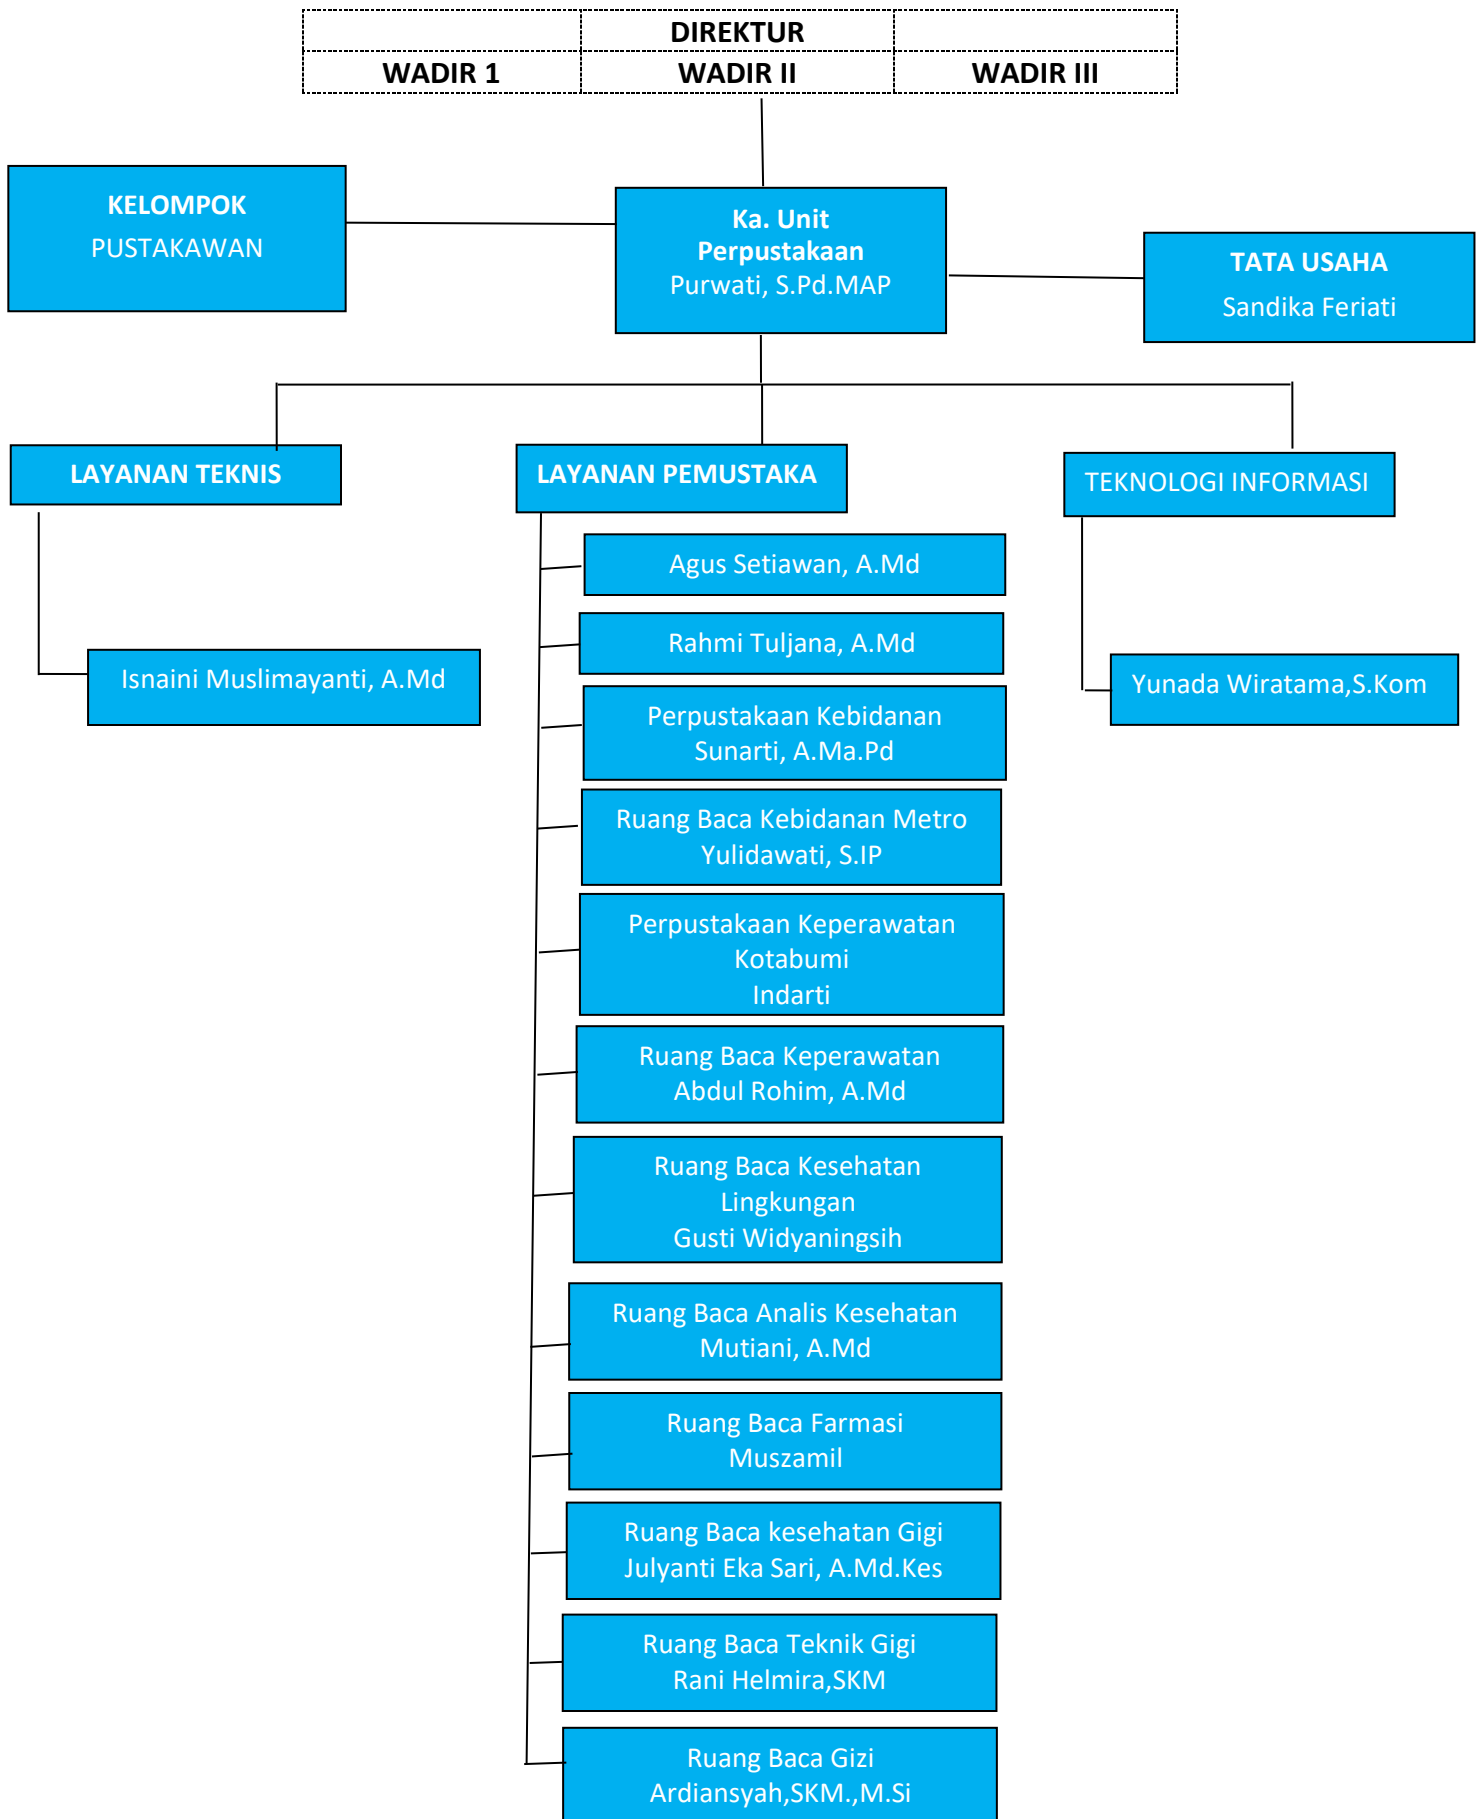 DIREKTUR
WADIR 1 WADIR II WADIR III
KELOMPOK
PUSTAKAWAN
Ka. Unit
Perpustakaan
Purwati, S.Pd.MAP
TATA USAHA
Sandika Feriati
LAYANAN TEKNIS
LAYANAN PEMUSTAKA
TEKNOLOGI INFORMASI
Isnaini Muslimayanti, A.Md
Agus Setiawan, A.Md
Rahmi Tuljana, A.Md
Perpustakaan Kebidanan
Sunarti, A.Ma.Pd
Ruang Baca Kebidanan Metro
Yulidawati, S.IP
Perpustakaan Keperawatan
Kotabumi
Indarti
Ruang Baca Keperawatan
Abdul Rohim, A.Md
Ruang Baca Kesehatan
Lingkungan
Gusti Widyaningsih
Ruang Baca Analis Kesehatan
Mutiani, A.Md
Ruang Baca Farmasi
Muszamil
Ruang Baca kesehatan Gigi
Julyanti Eka Sari, A.Md.Kes
Ruang Baca Teknik Gigi
Rani Helmira,SKM
Ruang Baca Gizi
Ardiansyah,SKM.,M.Si
Yunada Wiratama,S.Kom